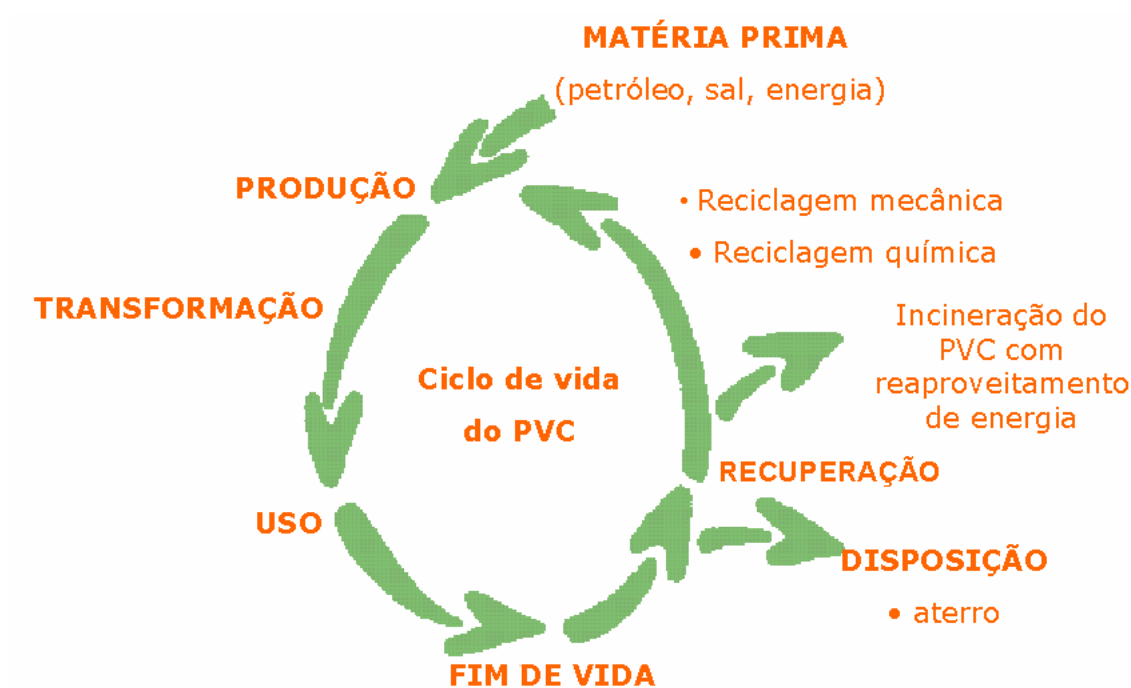 MATÉRIA PRIMA
(petróleo, sal, energia)
PRODUÇÃO
• Reciclagem mecânica
• Reciclagem química
TRANSFORMAÇÃO
Incineração do
PVC com
reaproveitamento
de energia
Ciclo de vida
do PVC
RECUPERAÇÃO
USO
DISPOSIÇÃO
• aterro
FIM DE VIDA